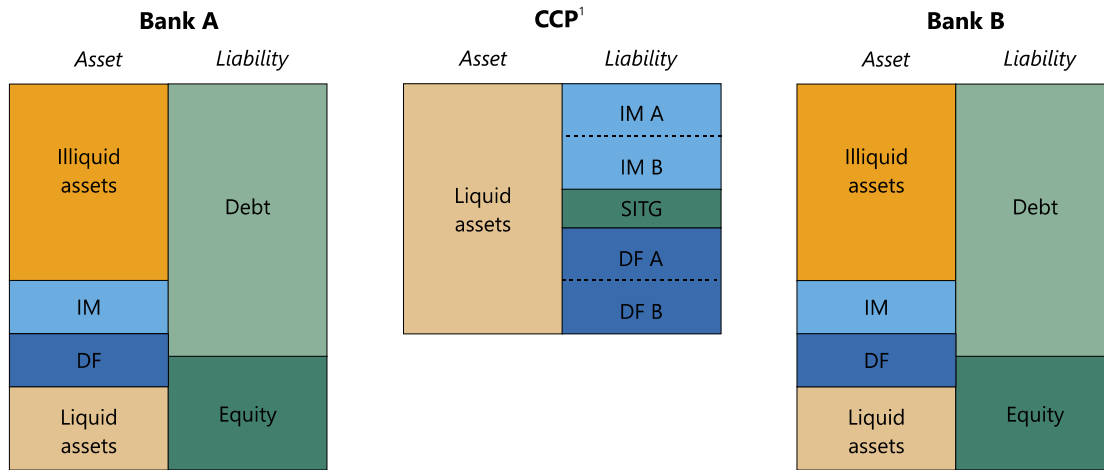 Bank A
Asset
Liability
Illiquid
assets
IM
DF
Liquid
assets
Debt
Equity
CCP¹
Asset
Liability
Liquid
assets
IM A
IM B
SITG
DF A
DF B
Bank B
Asset
Liability
Illiquid
assets
IM
DF
Liquid
assets
Debt
Equity